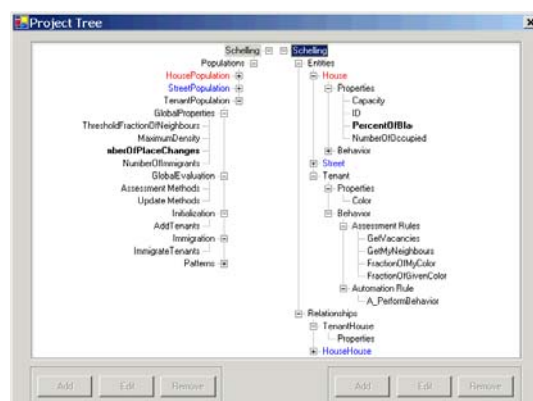 Project Tree
Schelling
Populations
HousePopulation
StreetPopulation
TenantPopulation
GlobalProperties
ThresholdFractionOfNeighbours
MaximumDensity
nberOfPlaceChanges
NumberOfImmigrants
GlobalEvaluation
Assessment Methods
Update Methods
Initialization
AddTenants
Immigration
ImmigrateTenants
Patterns
Schelling
Entities
House
Properties
Capacity
ID
PercentOfBla
NumberOfOccupied
Behavior
Street
Tenant
Properties
Color
Behavior
Assessment Rules
GetVacancies
GetMyNeighbours
FractionOfMyColor
FractionOfGivenColor
Automation Rule
A_PerformBehavior
Relationships
TenantHouse
Properties
HouseHouse
Add Edit Remove
Add Edit Remove